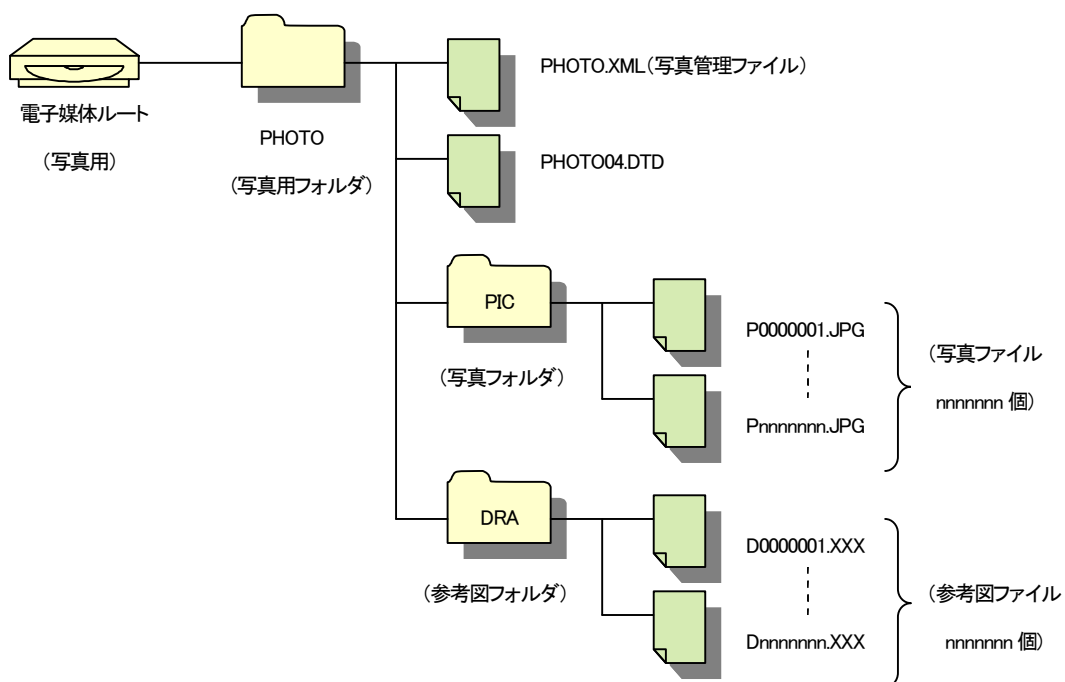 電子媒体ルート
（写真用）
PHOTO
（写真用フォルダ）
PHOTO.XML（写真管理ファイル）
PHOTO04.DTD
PIC
（写真フォルダ）
P0000001.JPG
Pnnnnnnn.JPG
（写真ファイル
nnnnnnn 個）
DRA
（参考図フォルダ）
D0000001.XXX
Dnnnnnnn.XXX
（参考図ファイル
nnnnnnn 個）